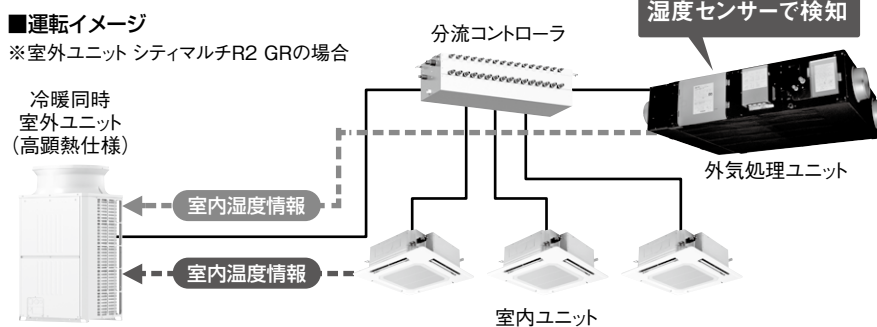 ■運転イメージ
※室外ユニット シティマルチR2 GRの場合
湿度センサーで検知
分流コントローラ
冷暖同時
室外ユニット
（高顕熱仕様）
外気処理ユニット
室内湿度情報
室内温度情報
室内ユニット